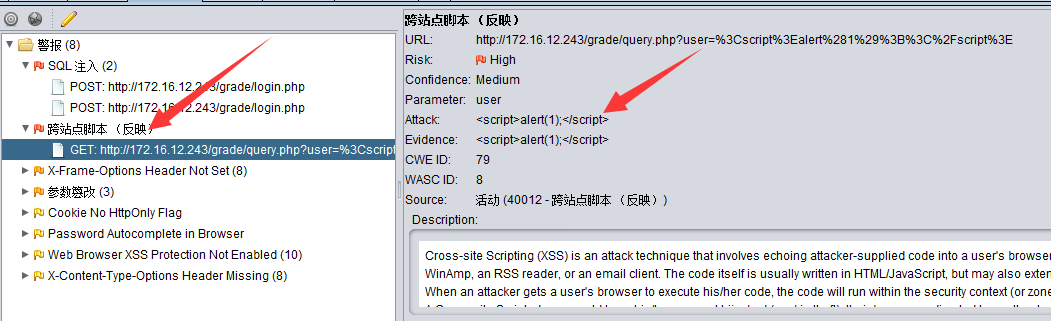 警报 (8)
SQL 注入 (2)
POST: http://172.16.12.243/grade/login.php
POST: http://172.16.12.243/grade/login.php
跨站点脚本 （反映）
GET: http://172.16.12.243/grade/query.php?user=%3Cscript
X-Frame-Options Header Not Set (8)
参数篡改 (3)
Cookie No HttpOnly Flag
Password Autocomplete in Browser
Web Browser XSS Protection Not Enabled (10)
X-Content-Type-Options Header Missing (8)
跨站点脚本 （反映）
URL: http://172.16.12.243/grade/query.php?user=%3Cscript%3Ealert%281%29%3B%3C%2Fscript%3E
Risk: High
Confidence: Medium
Parameter: user
Attack: <script>alert(1);</script>
Evidence: <script>alert(1);</script>
CWE ID: 79
WASC ID: 8
Source: 活动 (40012 - 跨站点脚本 （反映）)
Description:
Cross-site Scripting (XSS) is an attack technique that involves echoing attacker-supplied code into a user's browser
WinAmp, an RSS reader, or an email client. The code itself is usually written in HTML/JavaScript, but may also exten
When an attacker gets a user's browser to execute his/her code, the code will run within the security context (or zone